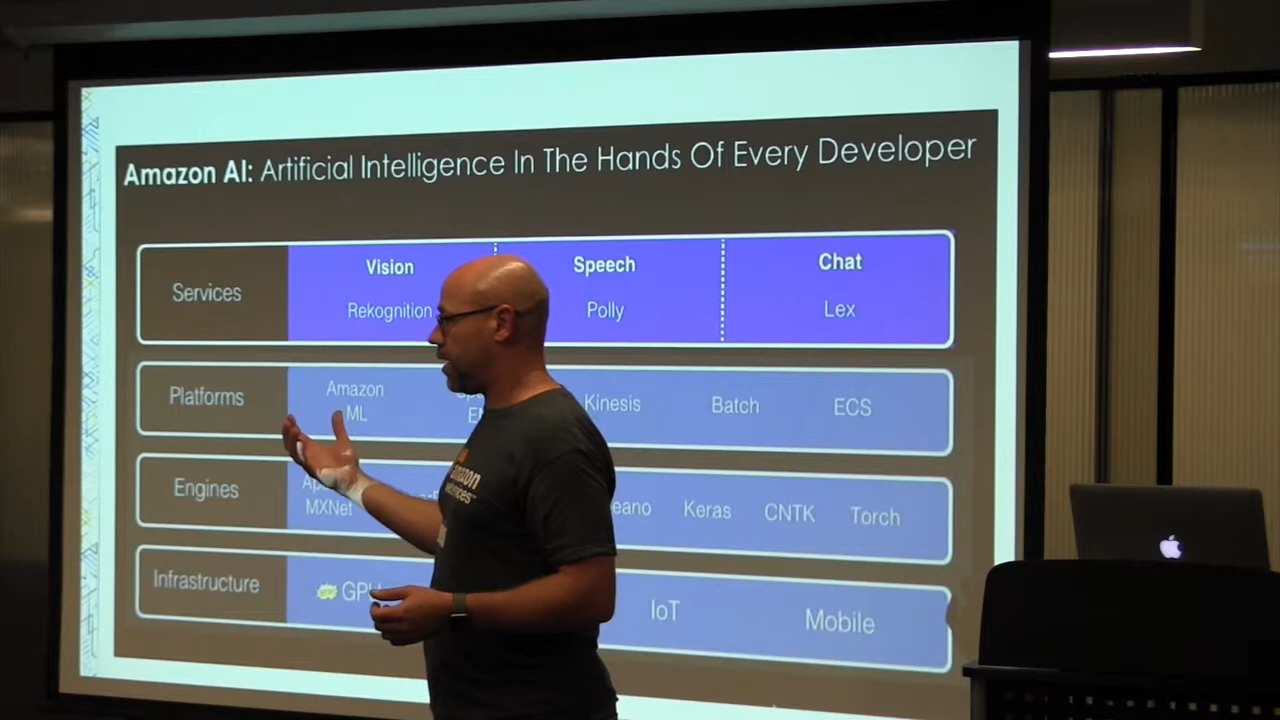 Amazon AI: Artificial Intelligence In The Hands Of Every Developer
Services
Vision
Speech
Chat
Rekognition
Polly
Lex
Platforms
Amazon
ML
Kinesis
Batch
ECS
Engines
MXNet
Keras
CNTK
Torch
Infrastructure
IoT
Mobile
amazon